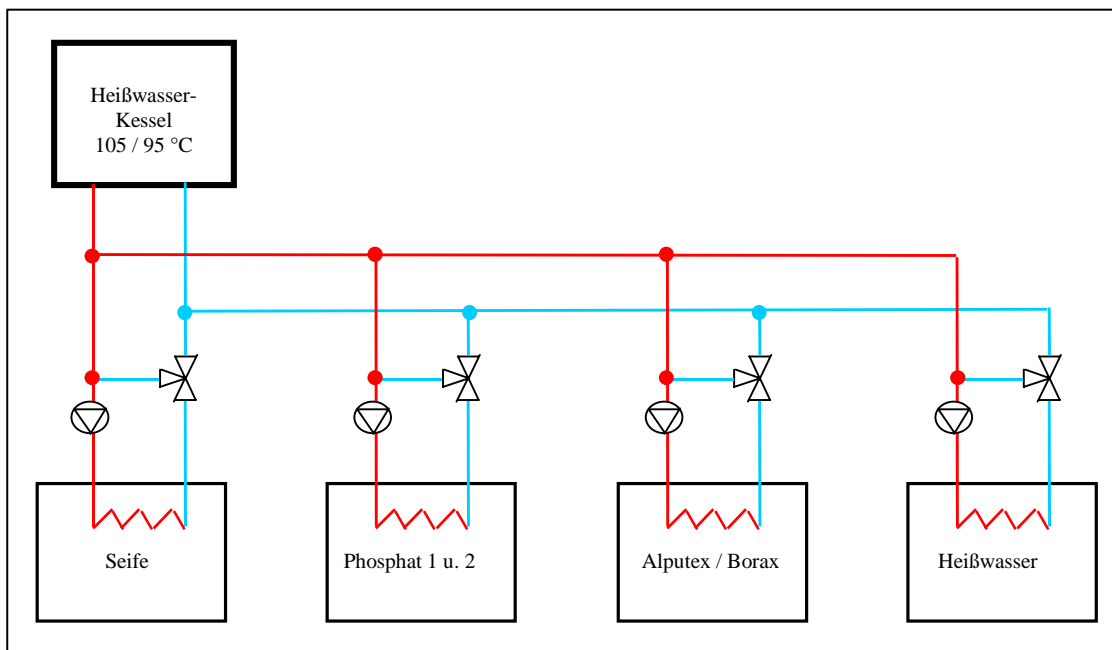 Heißwasser-
Kessel
105 / 95 °C
Seife
Phosphat 1 u. 2
Alputex / Borax
Heißwasser